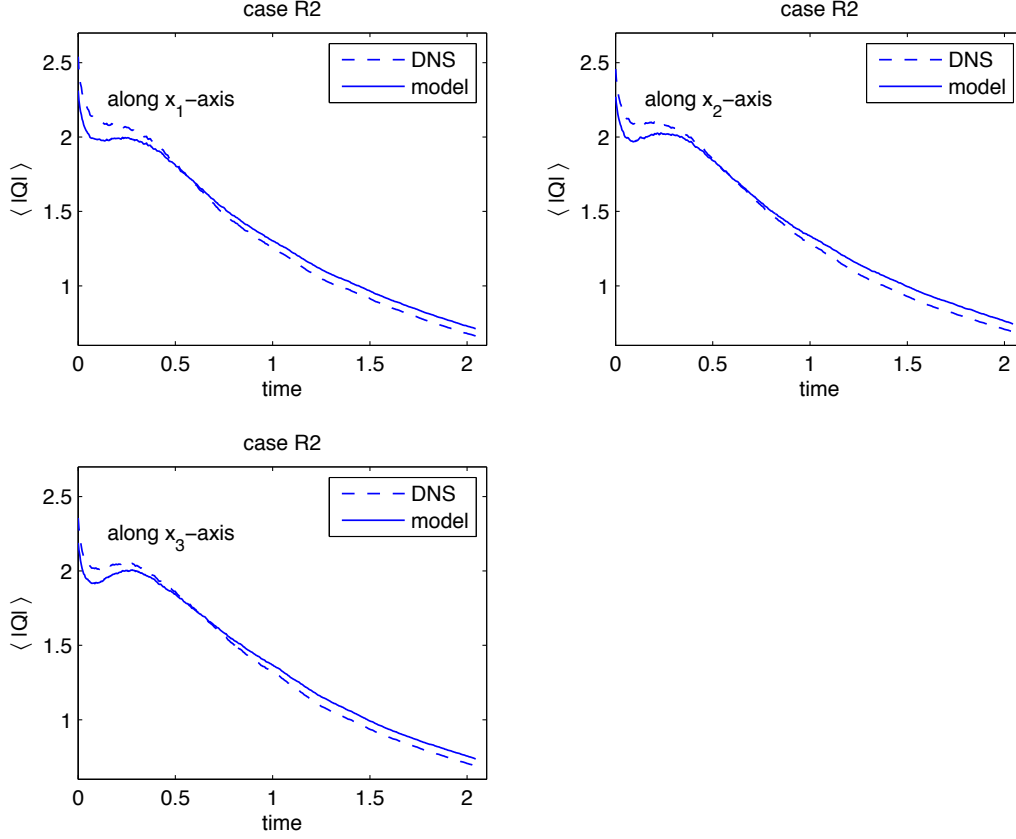 case R2
2.5
2
1.5
1
0 0.5 1 1.5 2
time
⟨ |Q| ⟩
along x1−axis
DNS
model
case R2
2.5
2
1.5
1
0 0.5 1 1.5 2
time
⟨ |Q| ⟩
along x2−axis
DNS
model
case R2
2.5
2
1.5
1
0 0.5 1 1.5 2
time
⟨ |Q| ⟩
along x3−axis
DNS
model